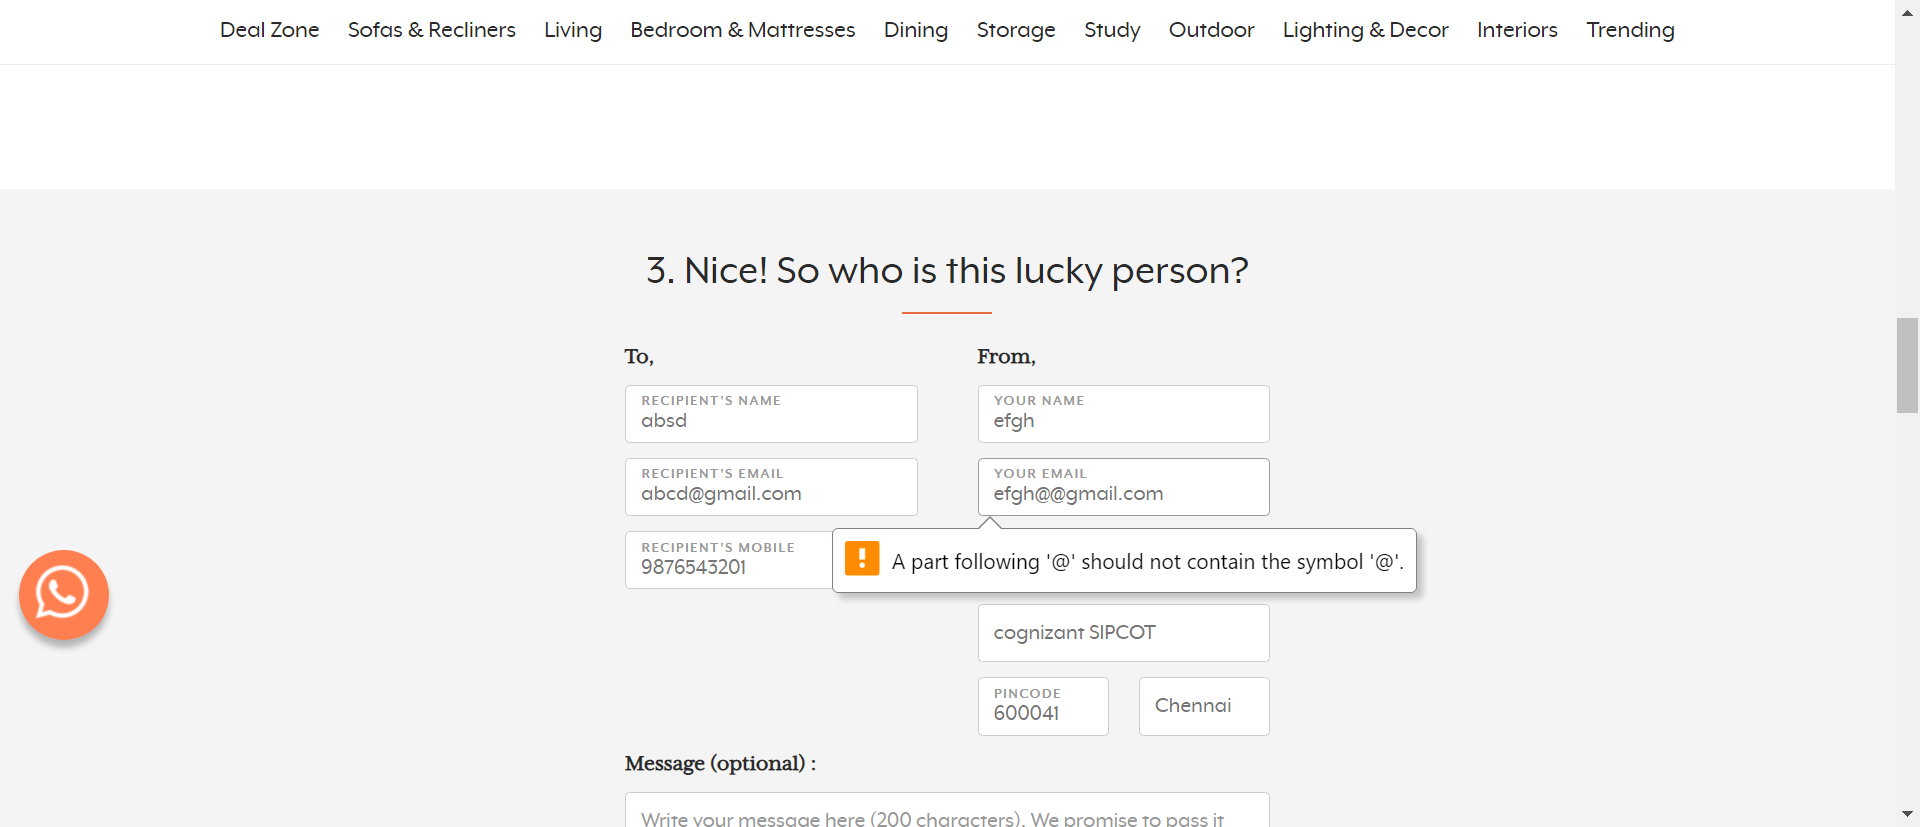 Deal Zone Sofas & Recliners Living Bedroom & Mattresses Dining Storage Study Outdoor Lighting & Decor Interiors Trending
3. Nice! So who is this lucky person?
To,
From,
RECIPIENT'S NAME
absd
YOUR NAME
efgh
RECIPIENT'S EMAIL
abcd@gmail.com
YOUR EMAIL
efgh@@gmail.com
RECIPIENT'S MOBILE
9876543201
A part following '@' should not contain the symbol '@'.
cognizant SIPCOT
PINCODE
600041
Chennai
Message (optional) :
Write your message here (200 characters). We promise to pass it